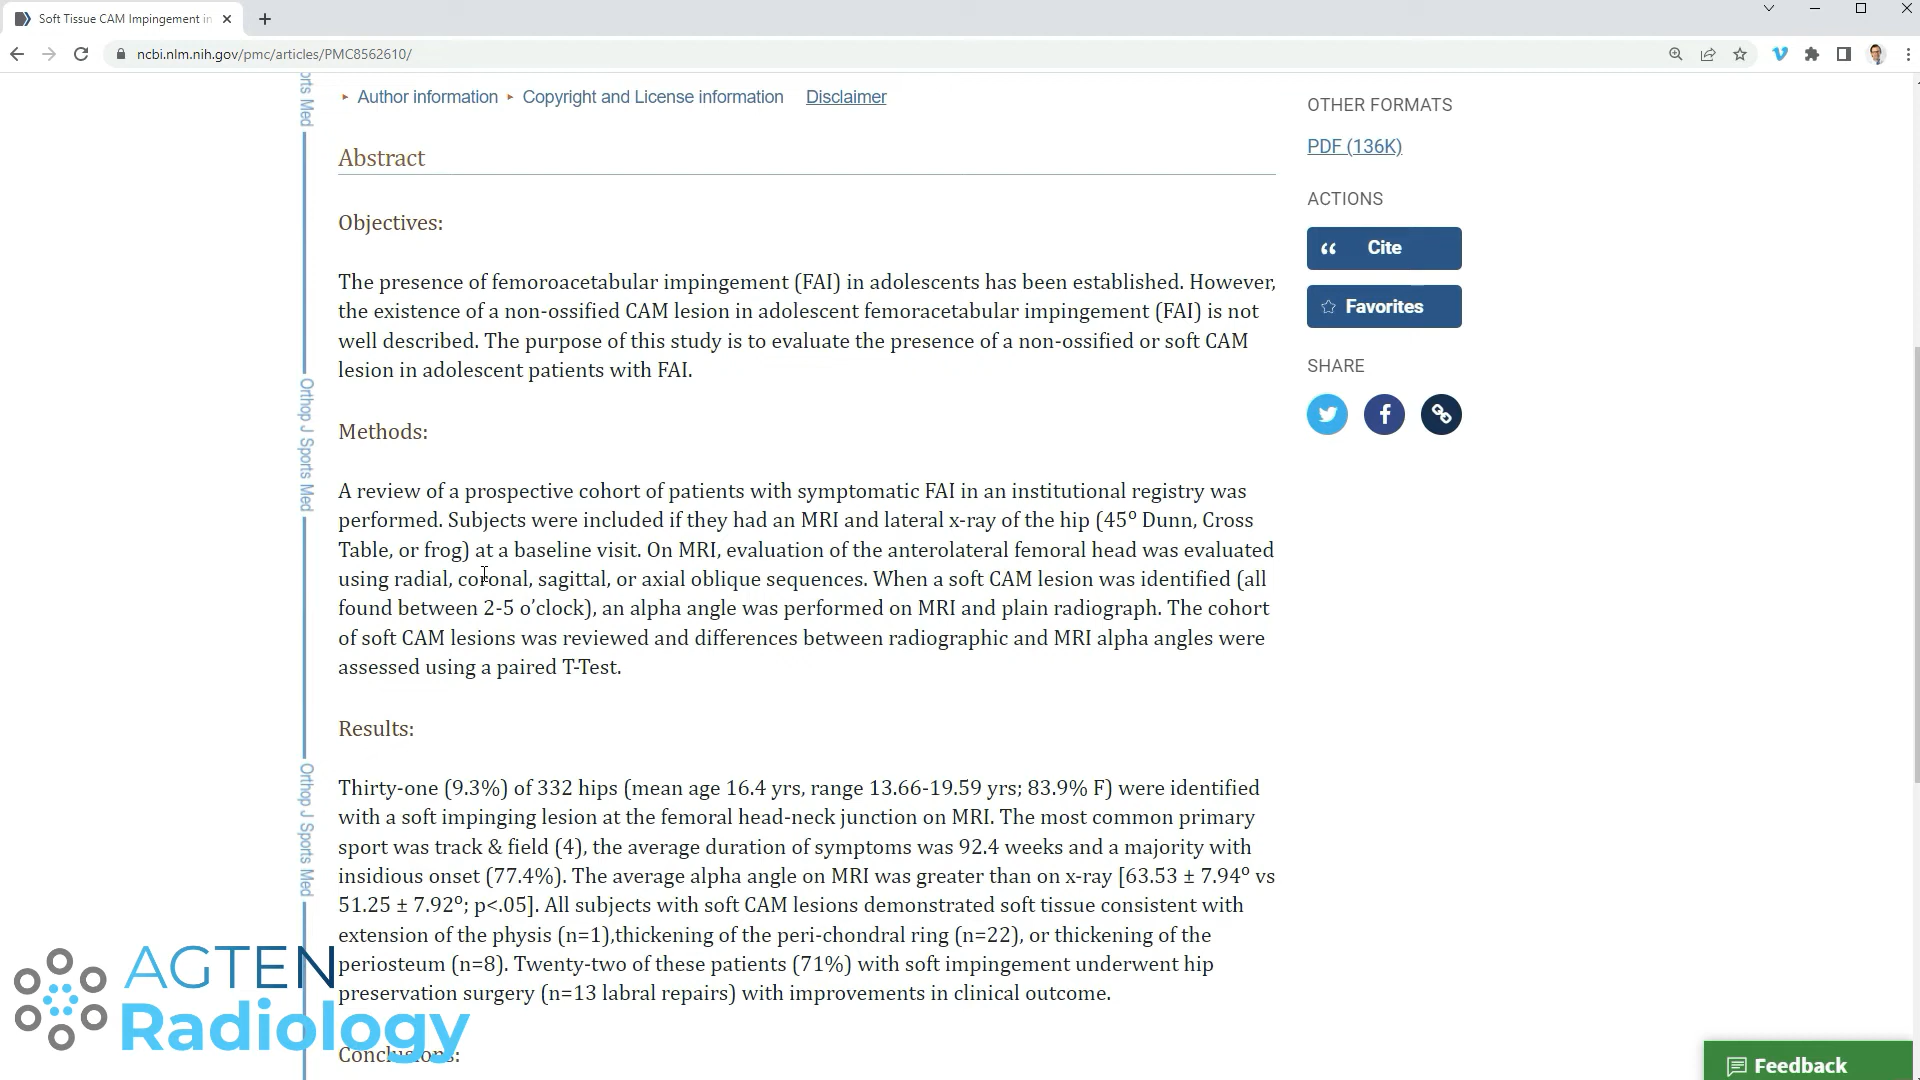 Soft Tissue CAM Impingement in
ncbi.nlm.nih.gov/pmc/articles/PMC8562610/
Author information
Copyright and License information
Disclaimer
Abstract
Objectives:
The presence of femoroacetabular impingement (FAI) in adolescents has been established. However,
the existence of a non-ossified CAM lesion in adolescent femoracetabular impingement (FAI) is not
well described. The purpose of this study is to evaluate the presence of a non-ossified or soft CAM
lesion in adolescent patients with FAI.
Methods:
A review of a prospective cohort of patients with symptomatic FAI in an institutional registry was
performed. Subjects were included if they had an MRI and lateral x-ray of the hip (45º Dunn, Cross
Table, or frog) at a baseline visit. On MRI, evaluation of the anterolateral femoral head was evaluated
using radial, coronal, sagittal, or axial oblique sequences. When a soft CAM lesion was identified (all
found between 2-5 o’clock), an alpha angle was performed on MRI and plain radiograph. The cohort
of soft CAM lesions was reviewed and differences between radiographic and MRI alpha angles were
assessed using a paired T-Test.
Results:
Thirty-one (9.3%) of 332 hips (mean age 16.4 yrs, range 13.66-19.59 yrs; 83.9% F) were identified
with a soft impinging lesion at the femoral head-neck junction on MRI. The most common primary
sport was track & field (4), the average duration of symptoms was 92.4 weeks and a majority with
insidious onset (77.4%). The average alpha angle on MRI was greater than on x-ray [63.53 ± 7.94º vs
51.25 ± 7.92º; p<.05]. All subjects with soft CAM lesions demonstrated soft tissue consistent with
extension of the physis (n=1),thickening of the peri-chondral ring (n=22), or thickening of the
periosteum (n=8). Twenty-two of these patients (71%) with soft impingement underwent hip
preservation surgery (n=13 labral repairs) with improvements in clinical outcome.
Conclusions:
OTHER FORMATS
PDF (136K)
ACTIONS
Cite
Favorites
SHARE
orts Med
Orthop J Sports Med
Orthop J Sports Med
AGTEN
Radiology
Feedback